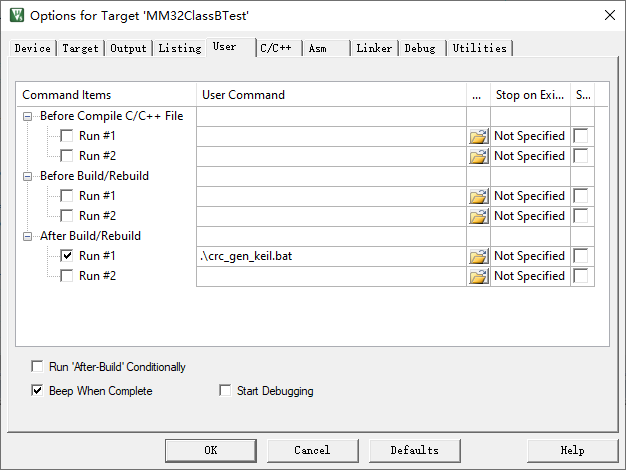 Options for Target 'MM32ClassBTest'
Device Target Output Listing User C/C++ Asm Linker Debug Utilities
Command Items User Command ... Stop on Exi... S...
Before Compile C/C++ File
Run #1 Not Specified
Run #2 Not Specified
Before Build/Rebuild
Run #1 Not Specified
Run #2 Not Specified
After Build/Rebuild
Run #1 .\crc_gen_keil.bat Not Specified
Run #2 Not Specified
Run 'After-Build' Conditionally
Beep When Complete Start Debugging
OK Cancel Defaults Help